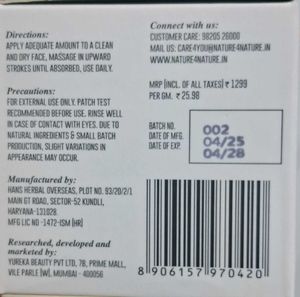 Directions:
APPLY ADEQUATE AMOUNT TO A CLEAN
AND DRY FACE, MASSAGE IN UPWARD
STROKES UNTIL ABSORBED, USE DAILY.
Precautions:
FOR EXTERNAL USE ONLY. PATCH TEST
RECOMMENDED BEFORE USE. RINSE WELL
IN CASE OF CONTACT WITH EYES. DUE TO
NATURAL INGREDIENTS & SMALL BATCH
PRODUCTION, SLIGHT VARIATIONS IN
APPEARANCE MAY OCCUR.
Manufactured by:
HANS HERBAL OVERSEAS, PLOT NO. 93/20/2/1
MAIN GT ROAD, SECTOR-52 KUNDLI,
HARYANA-131028.
MFG LIC NO -1472-ISM (HR)
Researched, developed and
marketed by:
YUREKA BEAUTY PVT LTD, 7B, PRIME MALL,
VILE PARLE (W), MUMBAI - 400056
Connect with us:
CUSTOMER CARE: 98205 26000
MAIL US: CARE4YOU@NATURE4NATURE.IN
WWW.NATURE4NATURE.IN
MRP (INCL. OF ALL TAXES) ₹ 1299
PER GM. ₹ 25.98
BATCH NO. 002
DATE OF MFG. 04/25
DATE OF EXP. 04/28
8 906157 970420